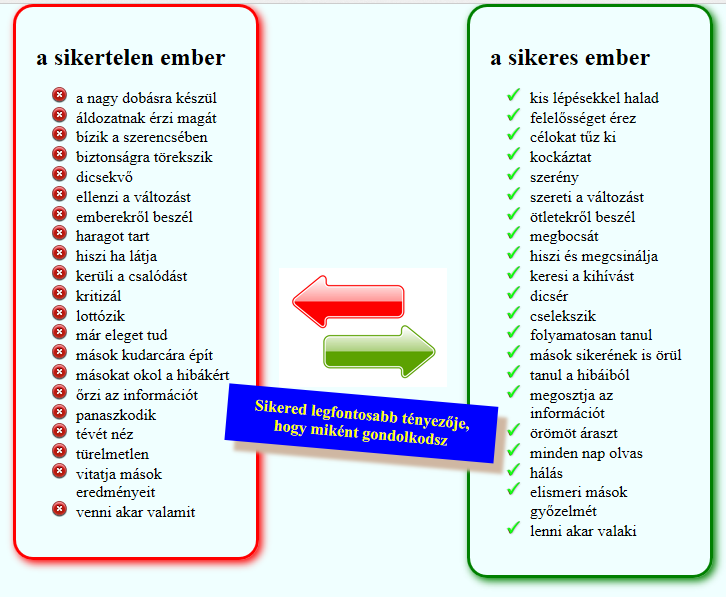 a sikertelen ember
a nagy dobásra készül
áldozatnak érzi magát
bízik a szerencsében
biztonságra törekszik
dicsekvő
ellenzi a változást
emberekről beszél
haragot tart
hiszi ha látja
kerüli a csalódást
kritizál
lottózik
már eleget tud
mások kudarcára épít
másokat okol a hibákért
őrzi az információt
panaszkodik
tévét néz
türelmetlen
vitatja mások
eredményeit
venni akar valamit
Sikered legfontosabb tényezője,
hogy miként gondolkodsz
a sikeres ember
kis lépésekkel halad
felelősséget érez
célokat tűz ki
kockáztat
szerény
szereti a változást
ötletekről beszél
megbocsát
hiszi és megcsinálja
keresi a kihívást
dicsér
cselekszik
folyamatosan tanul
mások sikerének is örül
tanul a hibáiból
megosztja az
információt
örömöt áraszt
minden nap olvas
hálás
elismeri mások
győzelmét
lenni akar valaki